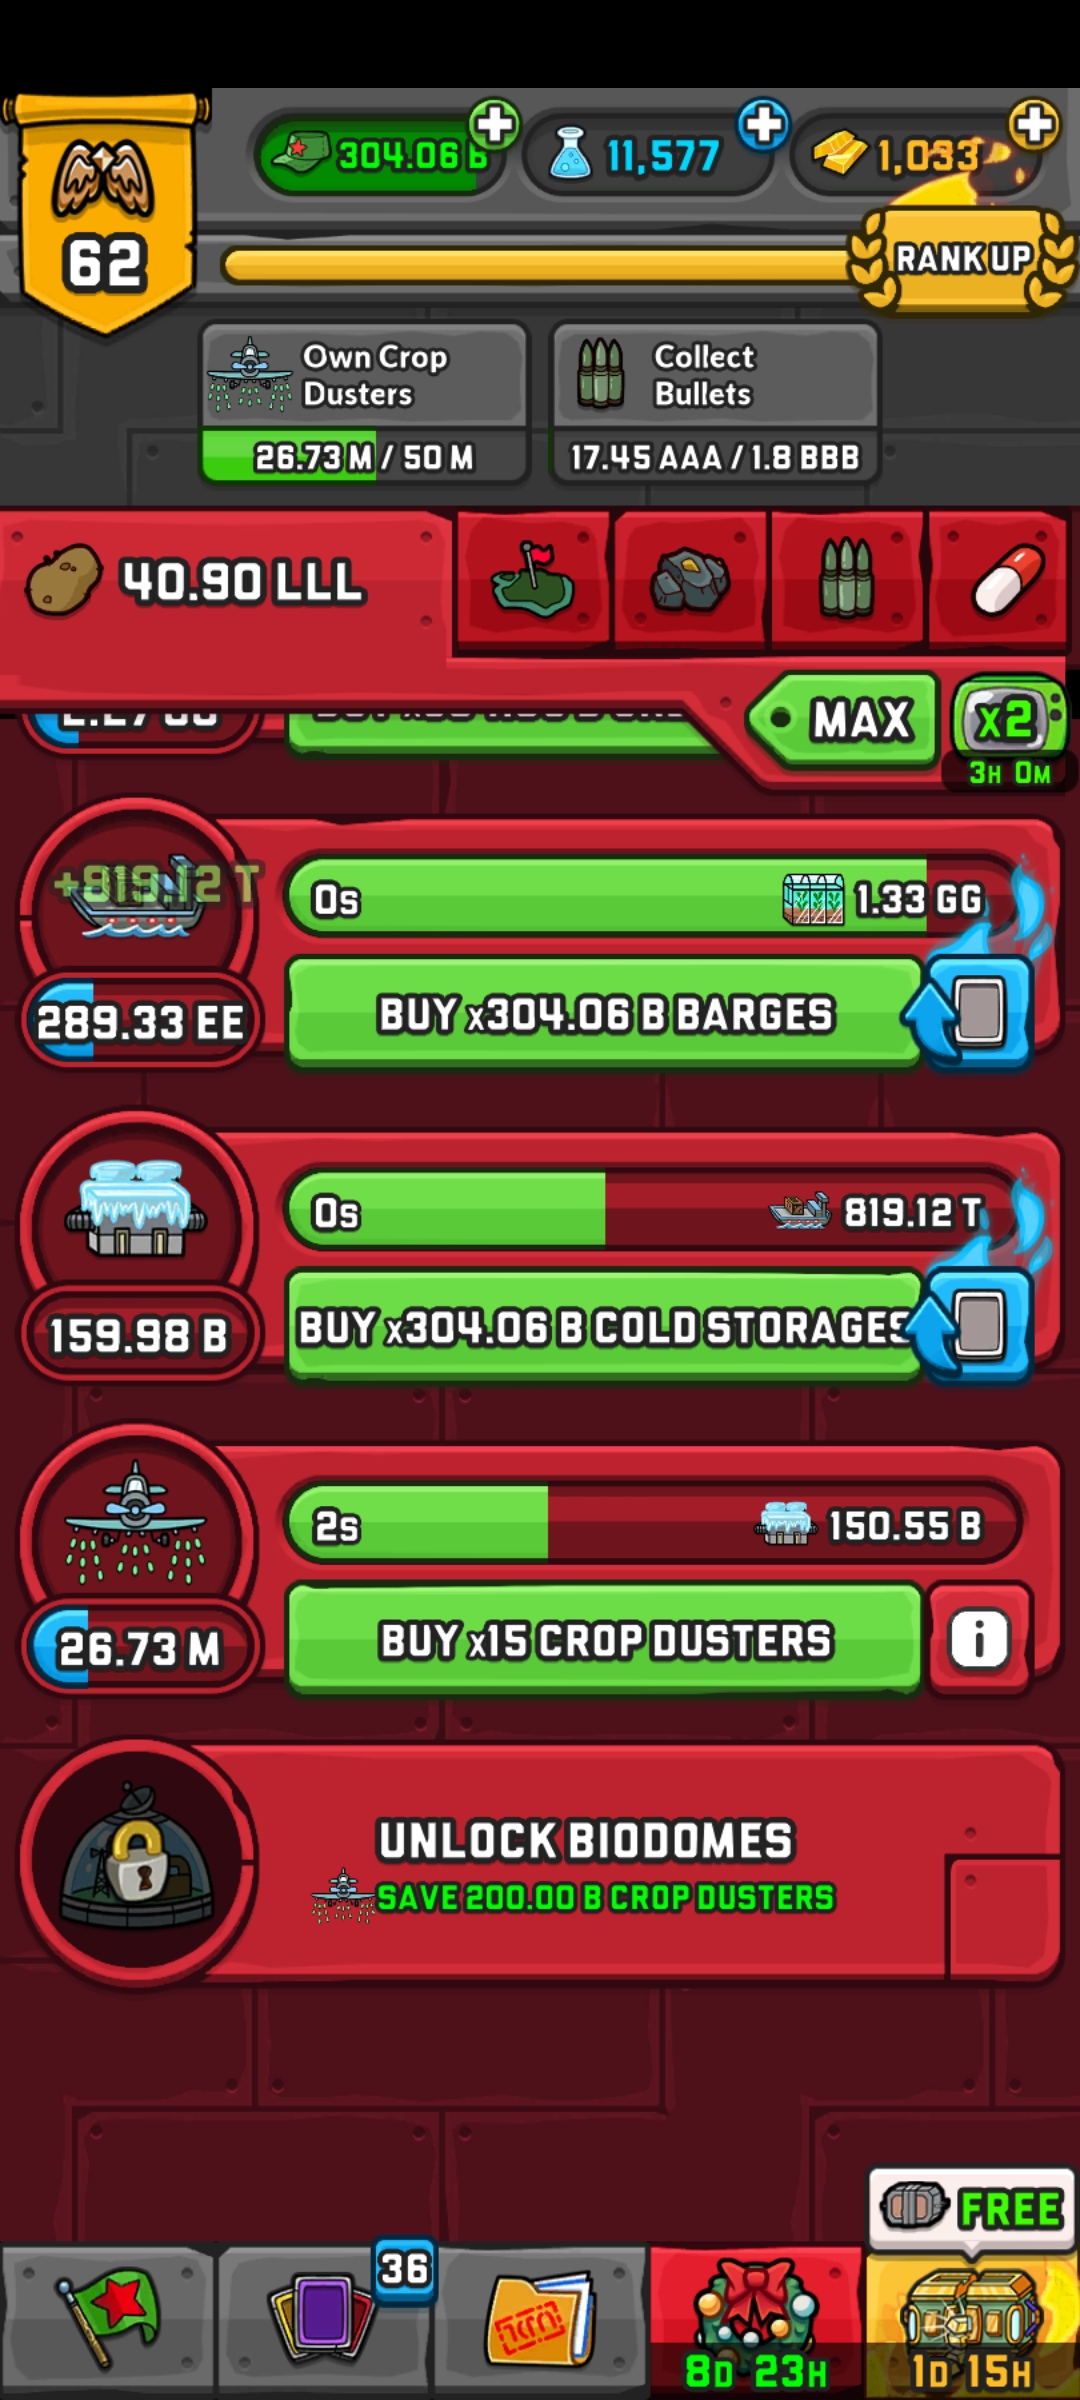 304.06 B
11,577
1,033
62
RANK UP
Own Crop
Dusters
26.73 M / 50 M
Collect
Bullets
17.45 AAA / 1.8 BBB
40.90 LLL
MAX
x2
3H 0M
+819.12 T
0s
1.33 GG
289.33 EE
BUY x304.06 B BARGES
0s
819.12 T
159.98 B
BUY x304.06 B COLD STORAGES
2s
150.55 B
26.73 M
BUY x15 CROP DUSTERS
i
UNLOCK BIODOMES
SAVE 200.00 B CROP DUSTERS
FREE
36
8D 23H
1D 15H